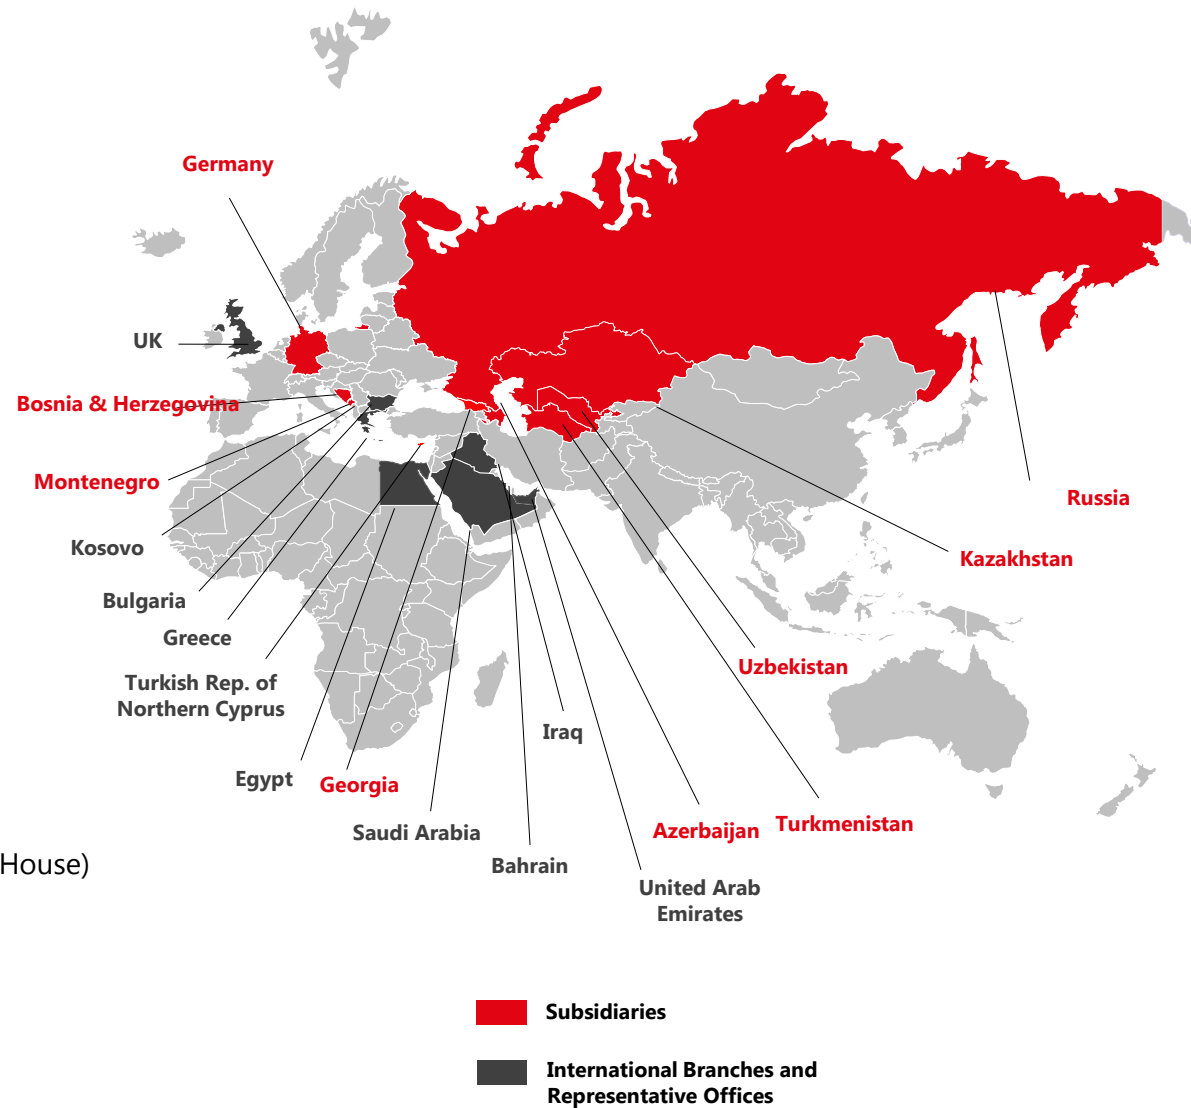 Germany
UK
Bosnia & Herzegovina
Montenegro
Russia
Kosovo
Kazakhstan
Bulgaria
Greece
Uzbekistan
Turkish Rep. of
Northern Cyprus
Iraq
Egypt
Georgia
Saudi Arabia
Azerbaijan
Turkmenistan
House)
Bahrain
United Arab
Emirates
Subsidiaries
International Branches and
Representative Offices